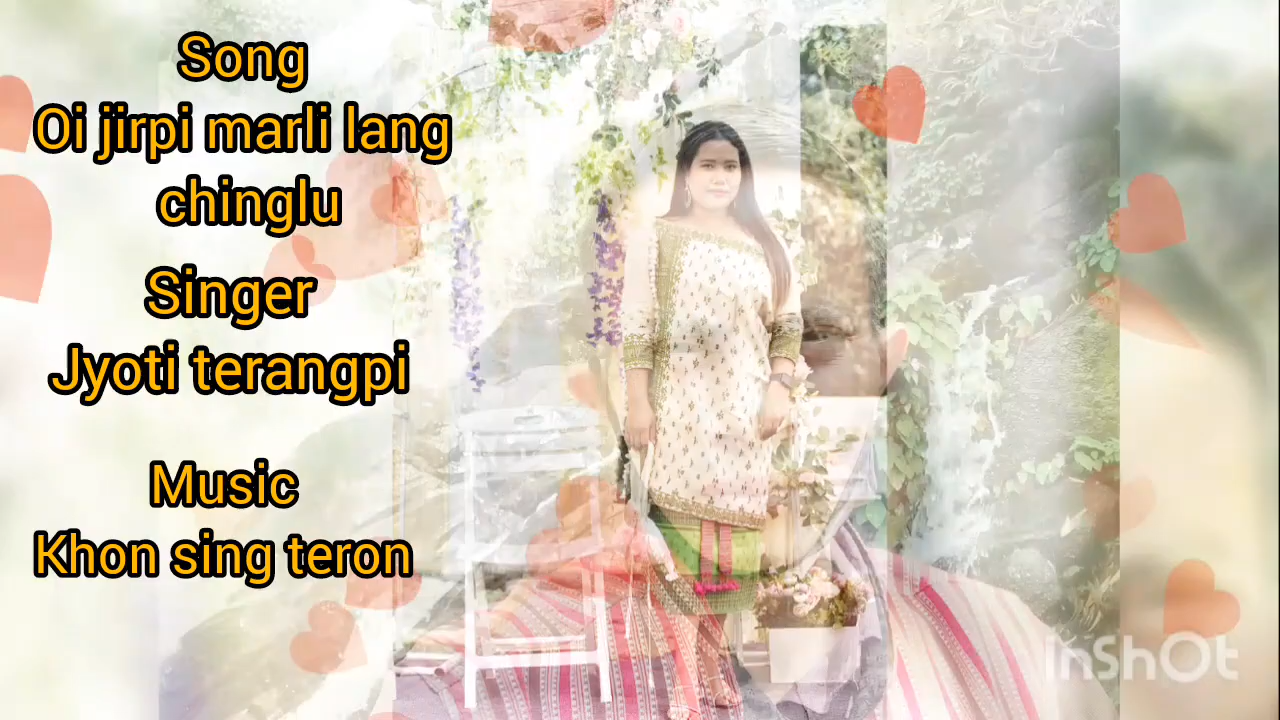 Song
Oi jirpi marli lang
chinglu
Singer
Jyoti terangpi
Music
Khon sing teron
InShOt